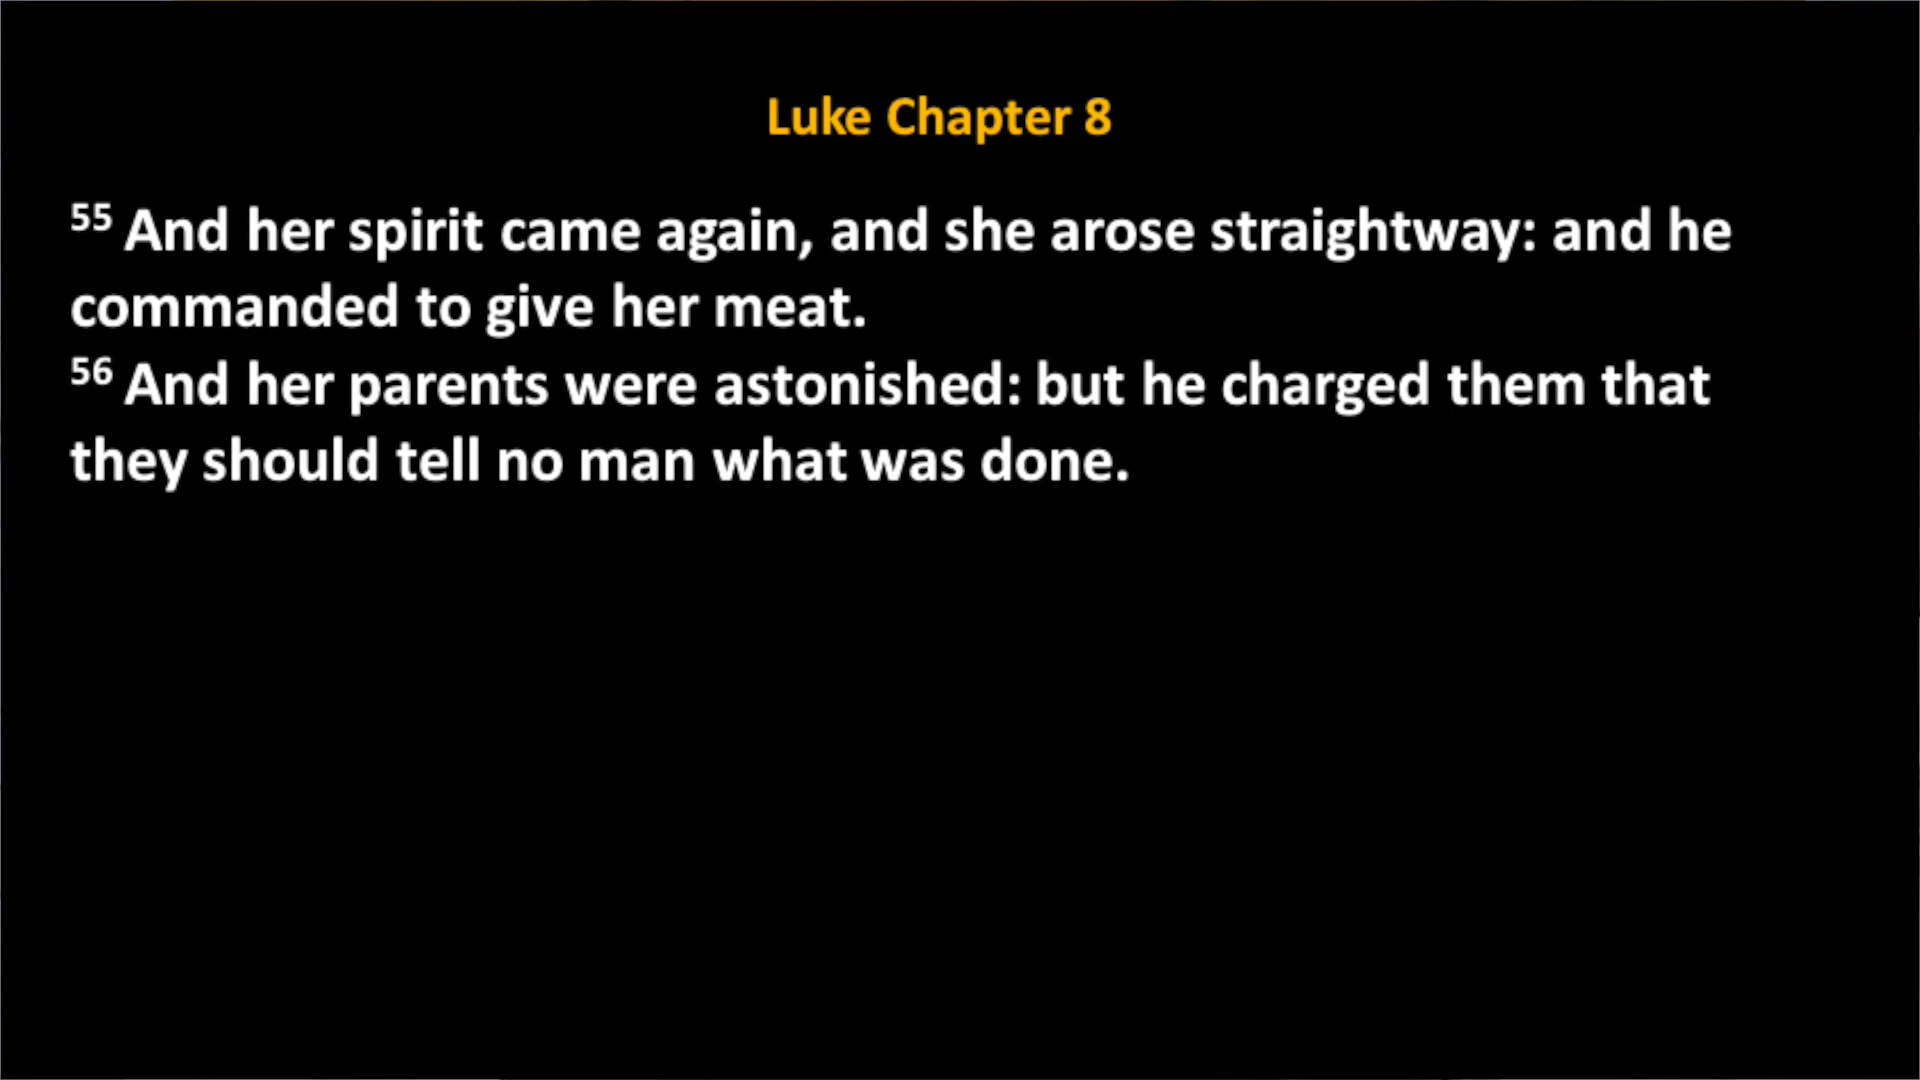 Luke Chapter 8
55 And her spirit came again, and she arose straightway: and he
commanded to give her meat.
56 And her parents were astonished: but he charged them that
they should tell no man what was done.